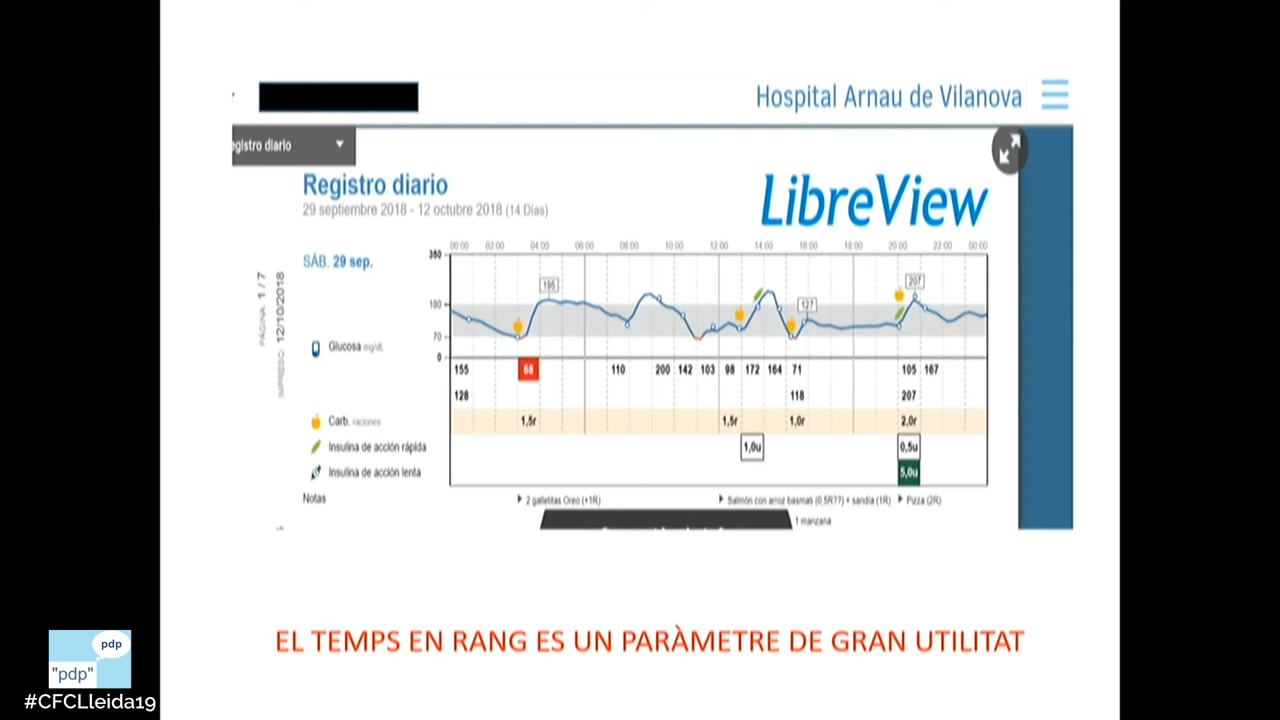 Hospital Arnau de Vilanova
egistro diario
Registro diario
LibreView
29 septiembre 2018 - 12 octubre 2018 (14 Días)
00:00 02:00 04:00 06:00 08:00 10:00 12:00 14:00 16:00 18:00 20:00 22:00 00:00
SÁB. 29 sep.
350
180
70
0
195
127
207
PÁGINA: 1 / 7
IMPRESO: 12/10/2018
Glucosa mg/dL
155 68 110 200 142 103 98 172 164 71 105 167
128 118 207
Carb. raciones
1,5r 1,5r 1,0r 2,0r
Insulina de acción rápida
1,0u 0,5u
Insulina de acción lenta
5,0u
Notas
2 galletitas Oreo (+1R)
Salmón con arroz basmati (0,5R??) + sandía (1R)
Pizza (2R)
1 manzana
EL TEMPS EN RANG ES UN PARÀMETRE DE GRAN UTILITAT
pdp
"pdp"
#CFCLleida19